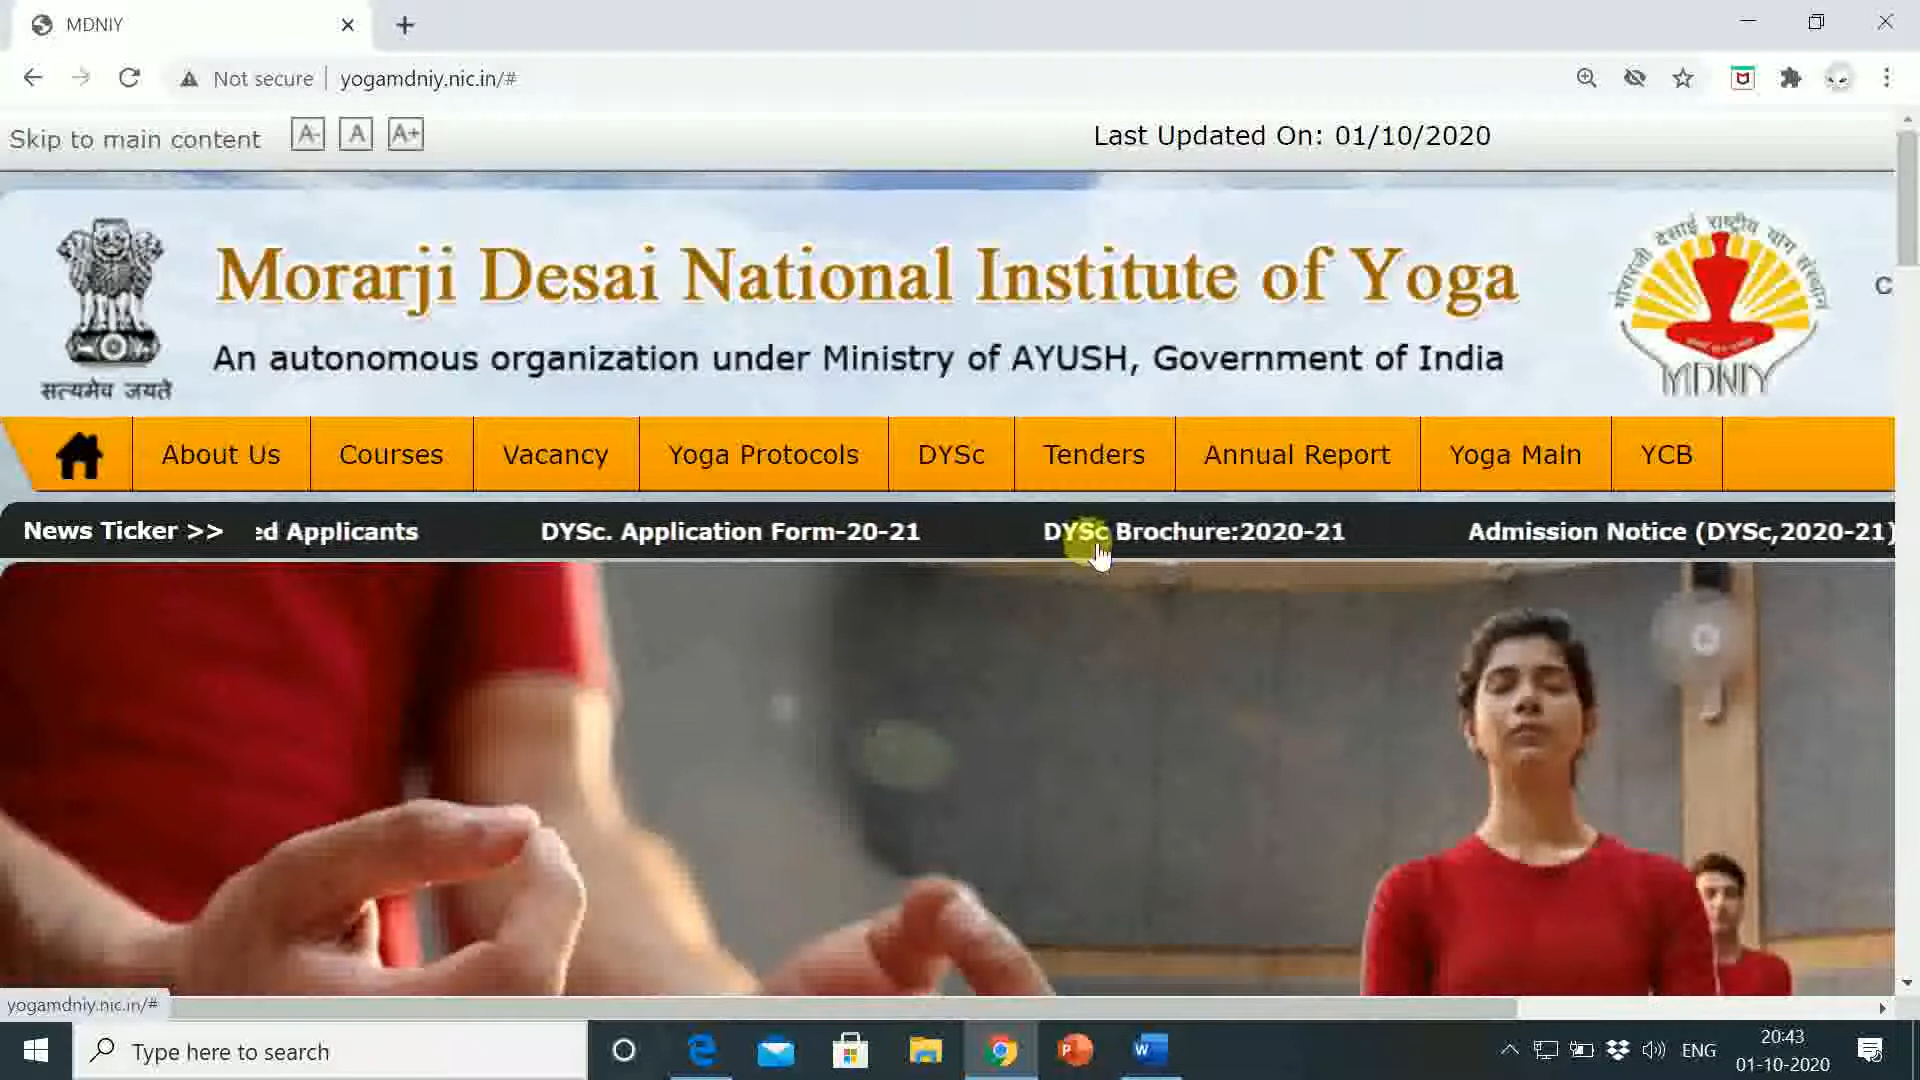 MDNIY
Not secure
yogamdniy.nic.in/#
Skip to main content
A-
A
A+
Last Updated On: 01/10/2020
Morarji Desai National Institute of Yoga
An autonomous organization under Ministry of AYUSH, Government of India
सत्यमेव जयते
मोरारजी देसाई राष्ट्रीय योग संस्थान
MDNIY
C
About Us
Courses
Vacancy
Yoga Protocols
DYSc
Tenders
Annual Report
Yoga Main
YCB
News Ticker >>
ed Applicants
DYSc. Application Form-20-21
DYSc Brochure:2020-21
Admission Notice (DYSc,2020-21)
yogamdniy.nic.in/#
Type here to search
ENG
20:43
01-10-2020